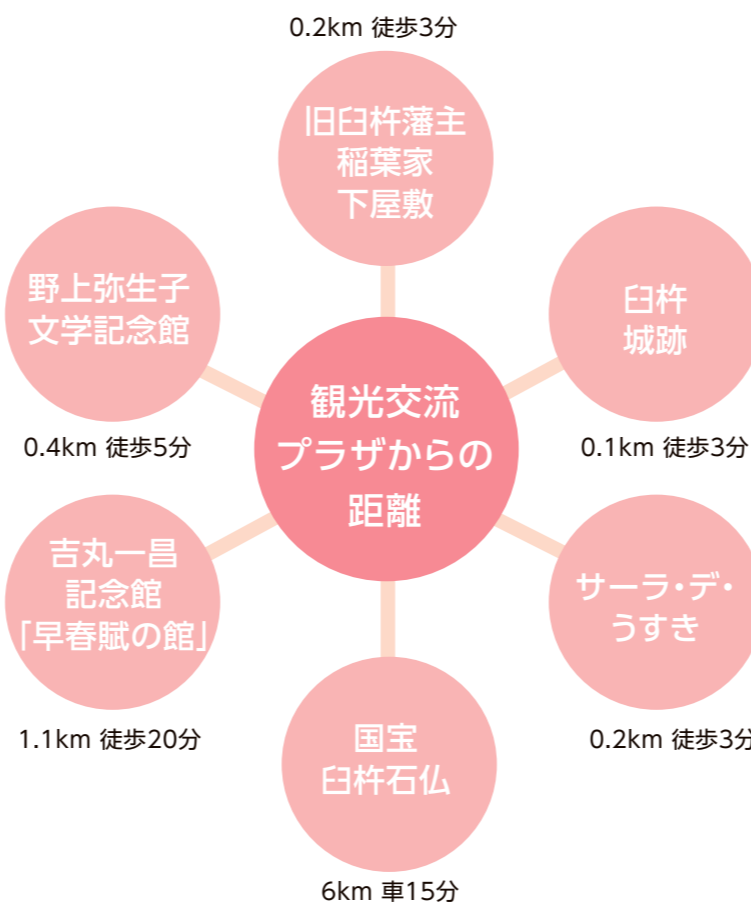 0.2km 徒歩3分
旧臼杵藩主
稲葉家
下屋敷
野上弥生子
文学記念館
0.4km 徒歩5分
臼杵
城跡
0.1km 徒歩3分
観光交流
プラザからの
距離
吉丸一昌
記念館
「早春賦の館」
1.1km 徒歩20分
サーラ・デ・
うすき
0.2km 徒歩3分
国宝
臼杵石仏
6km 車15分